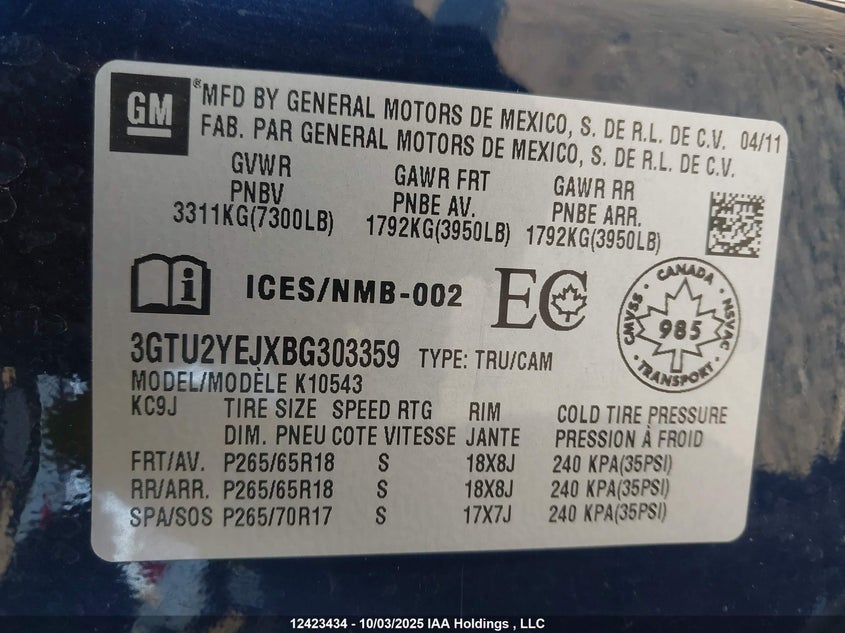 GM
®MFD BY GENERAL MOTORS DE MEXICO, S. DE R.L. DE C.V. 04/11
FAB. PAR GENERAL MOTORS DE MEXICO, S. DE R.L. DE C.V.
GVWR GAWR FRT GAWR RR
PNBV PNBE AV. PNBE ARR.
3311KG(7300LB) 1792KG(3950LB) 1792KG(3950LB)
i ICES/NMB-002 EC
CANADA
CMVSS 985 NSVAC
TRANSPORT
3GTU2YEJXBG303359 TYPE: TRU/CAM
MODEL/MODÈLE K10543
KC9J TIRE SIZE SPEED RTG RIM COLD TIRE PRESSURE
DIM. PNEU COTE VITESSE JANTE PRESSION À FROID
FRT/AV. P265/65R18 S 18X8J 240 KPA(35PSI)
RR/ARR. P265/65R18 S 18X8J 240 KPA(35PSI)
SPA/SOS P265/70R17 S 17X7J 240 KPA(35PSI)
12423434 - 10/03/2025 IAA Holdings , LLC